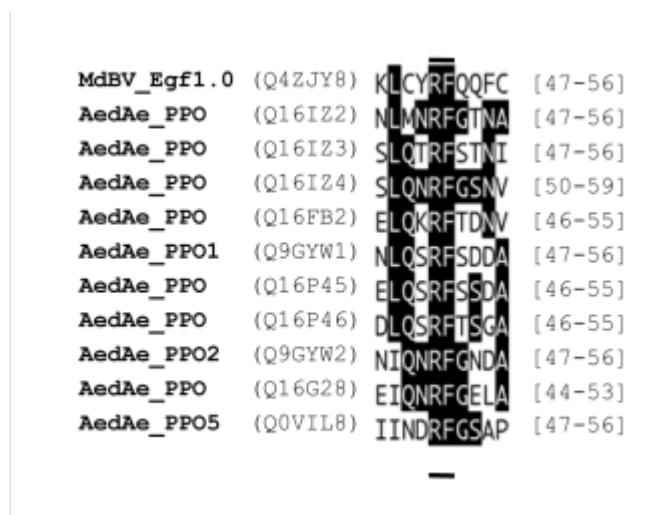 MdBV_Egf1.0 (Q4ZJY8) KLCYRFQQFC [47-56]
AedAe_PPO (Q16IZ2) NLMNRFGTNA [47-56]
AedAe_PPO (Q16IZ3) SLQTRFSTNI [47-56]
AedAe_PPO (Q16IZ4) SLQNRFGSNV [50-59]
AedAe_PPO (Q16FB2) ELQKRFTDNV [46-55]
AedAe_PPO1 (Q9GYW1) NLQSRFSDDA [47-56]
AedAe_PPO (Q16P45) ELQSRFSSDA [46-55]
AedAe_PPO (Q16P46) DLQSRFTSGA [46-55]
AedAe_PPO2 (Q9GYW2) NIQNRFGNDA [47-56]
AedAe_PPO (Q16G28) EIQNRFGELA [44-53]
AedAe_PPO5 (Q0VIL8) IINDRFGSAP [47-56]